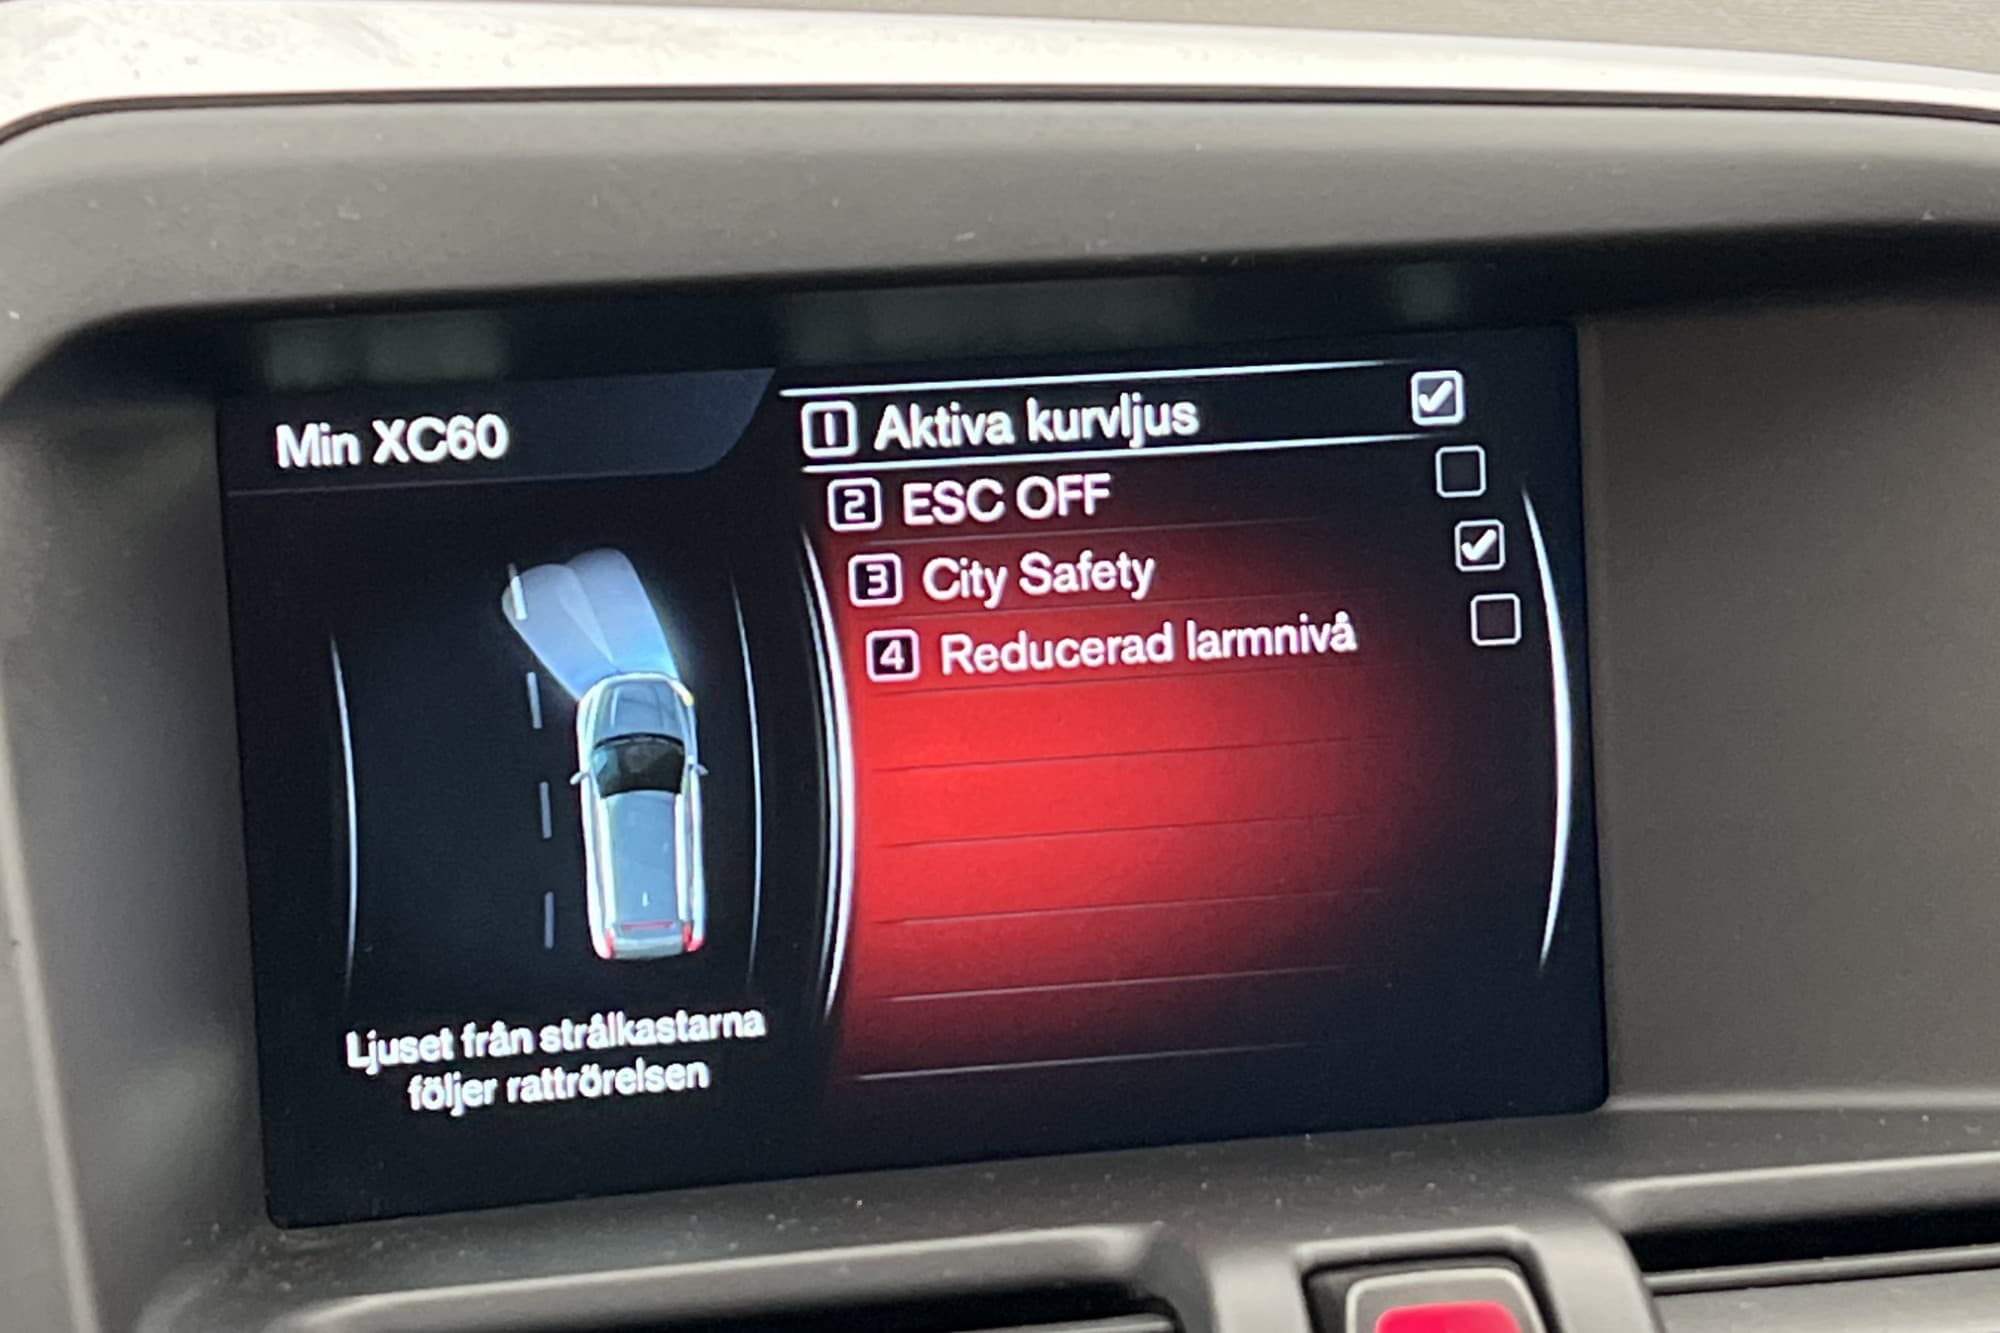 Min XC60
1 Aktiva kurvljus
2 ESC OFF
3 City Safety
4 Reducerad larmnivå
Ljuset från strålkastarna
följer rattrörelsen